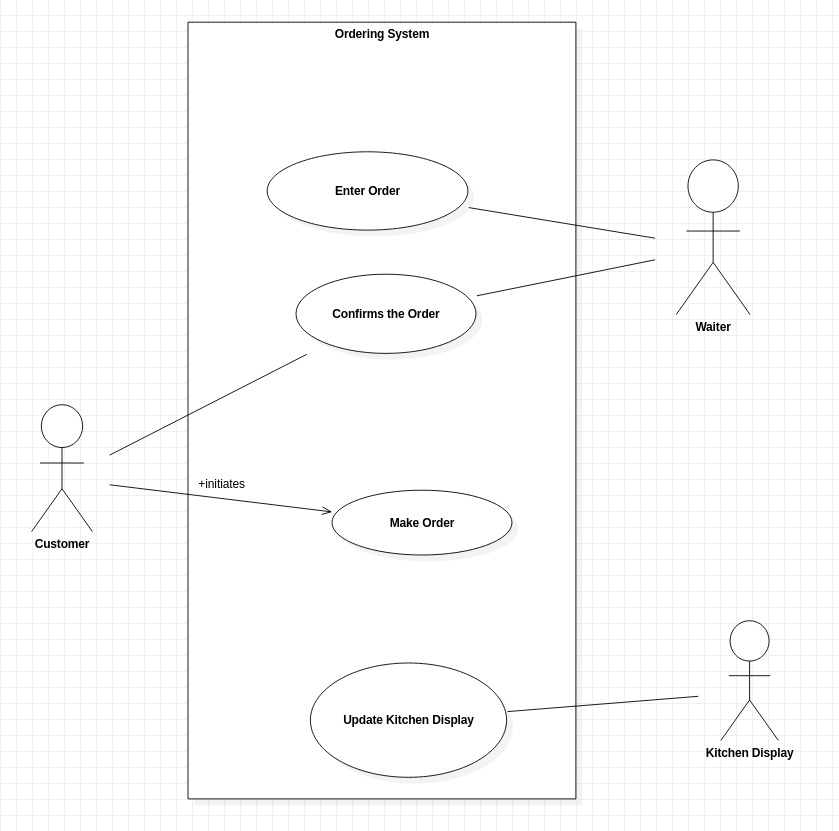 Ordering System
Enter Order
Confirms the Order
Waiter
+initiates
Make Order
Customer
Update Kitchen Display
Kitchen Display